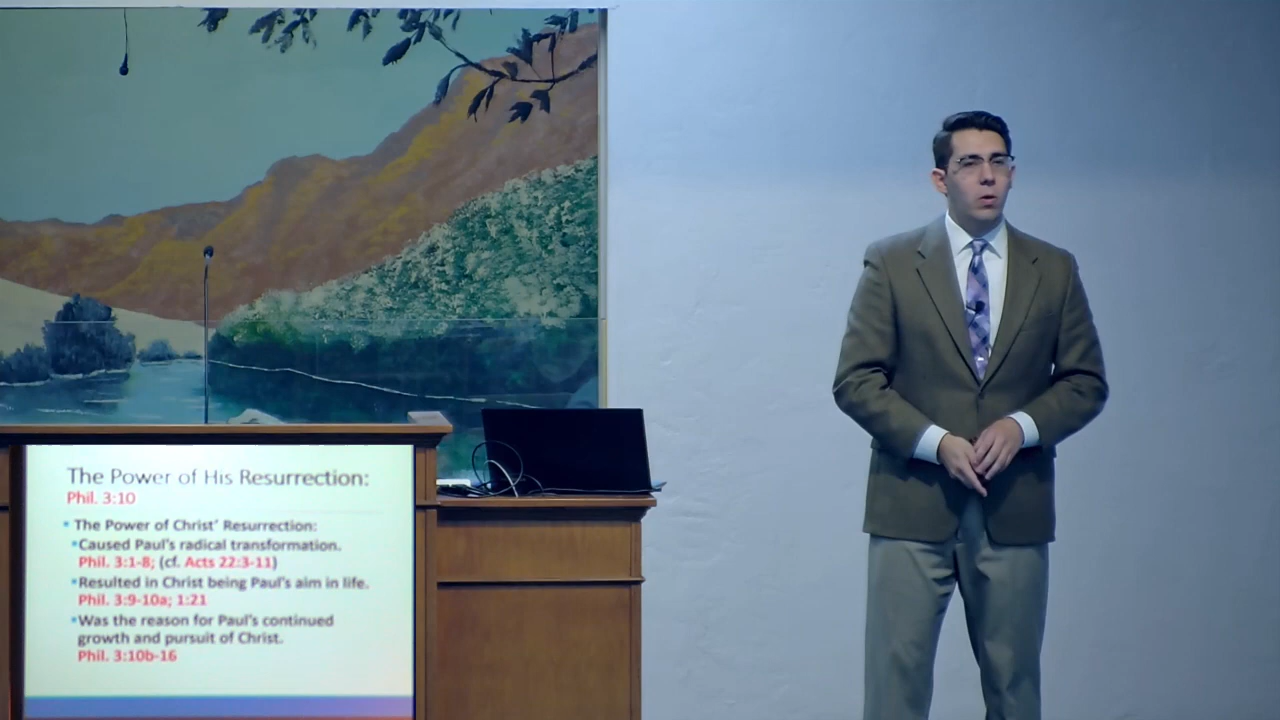 The Power of His Resurrection:
Phil. 3:10
The Power of Christ' Resurrection:
Caused Paul's radical transformation.
Phil. 3:1-8; (cf. Acts 22:3-11)
Resulted in Christ being Paul's aim in life.
Phil. 3:9-10a; 1:21
Was the reason for Paul's continued
growth and pursuit of Christ.
Phil. 3:10b-16